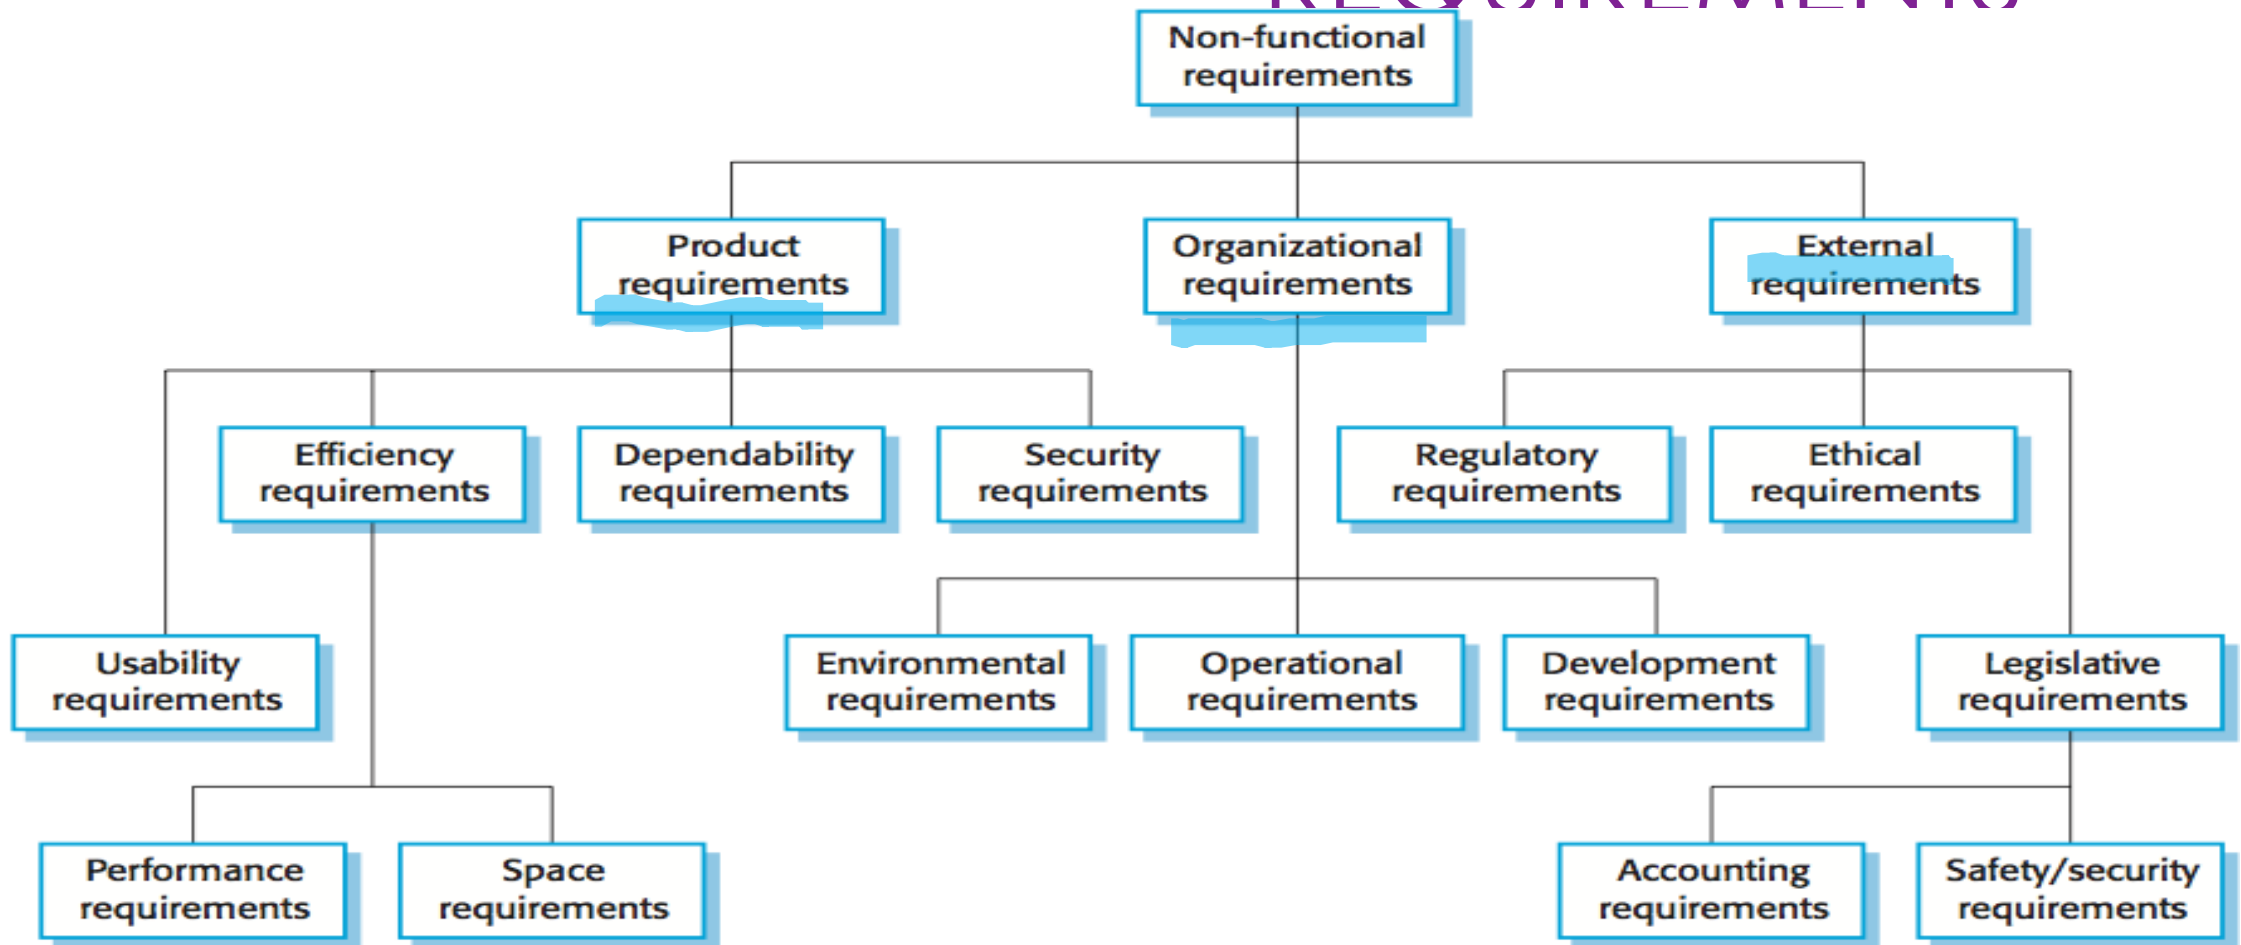 REQUIREMENTS
Non-functional
requirements
Product
requirements
Organizational
requirements
External
requirements
Efficiency
requirements
Dependability
requirements
Security
requirements
Regulatory
requirements
Ethical
requirements
Usability
requirements
Environmental
requirements
Operational
requirements
Development
requirements
Legislative
requirements
Performance
requirements
Space
requirements
Accounting
requirements
Safety/security
requirements